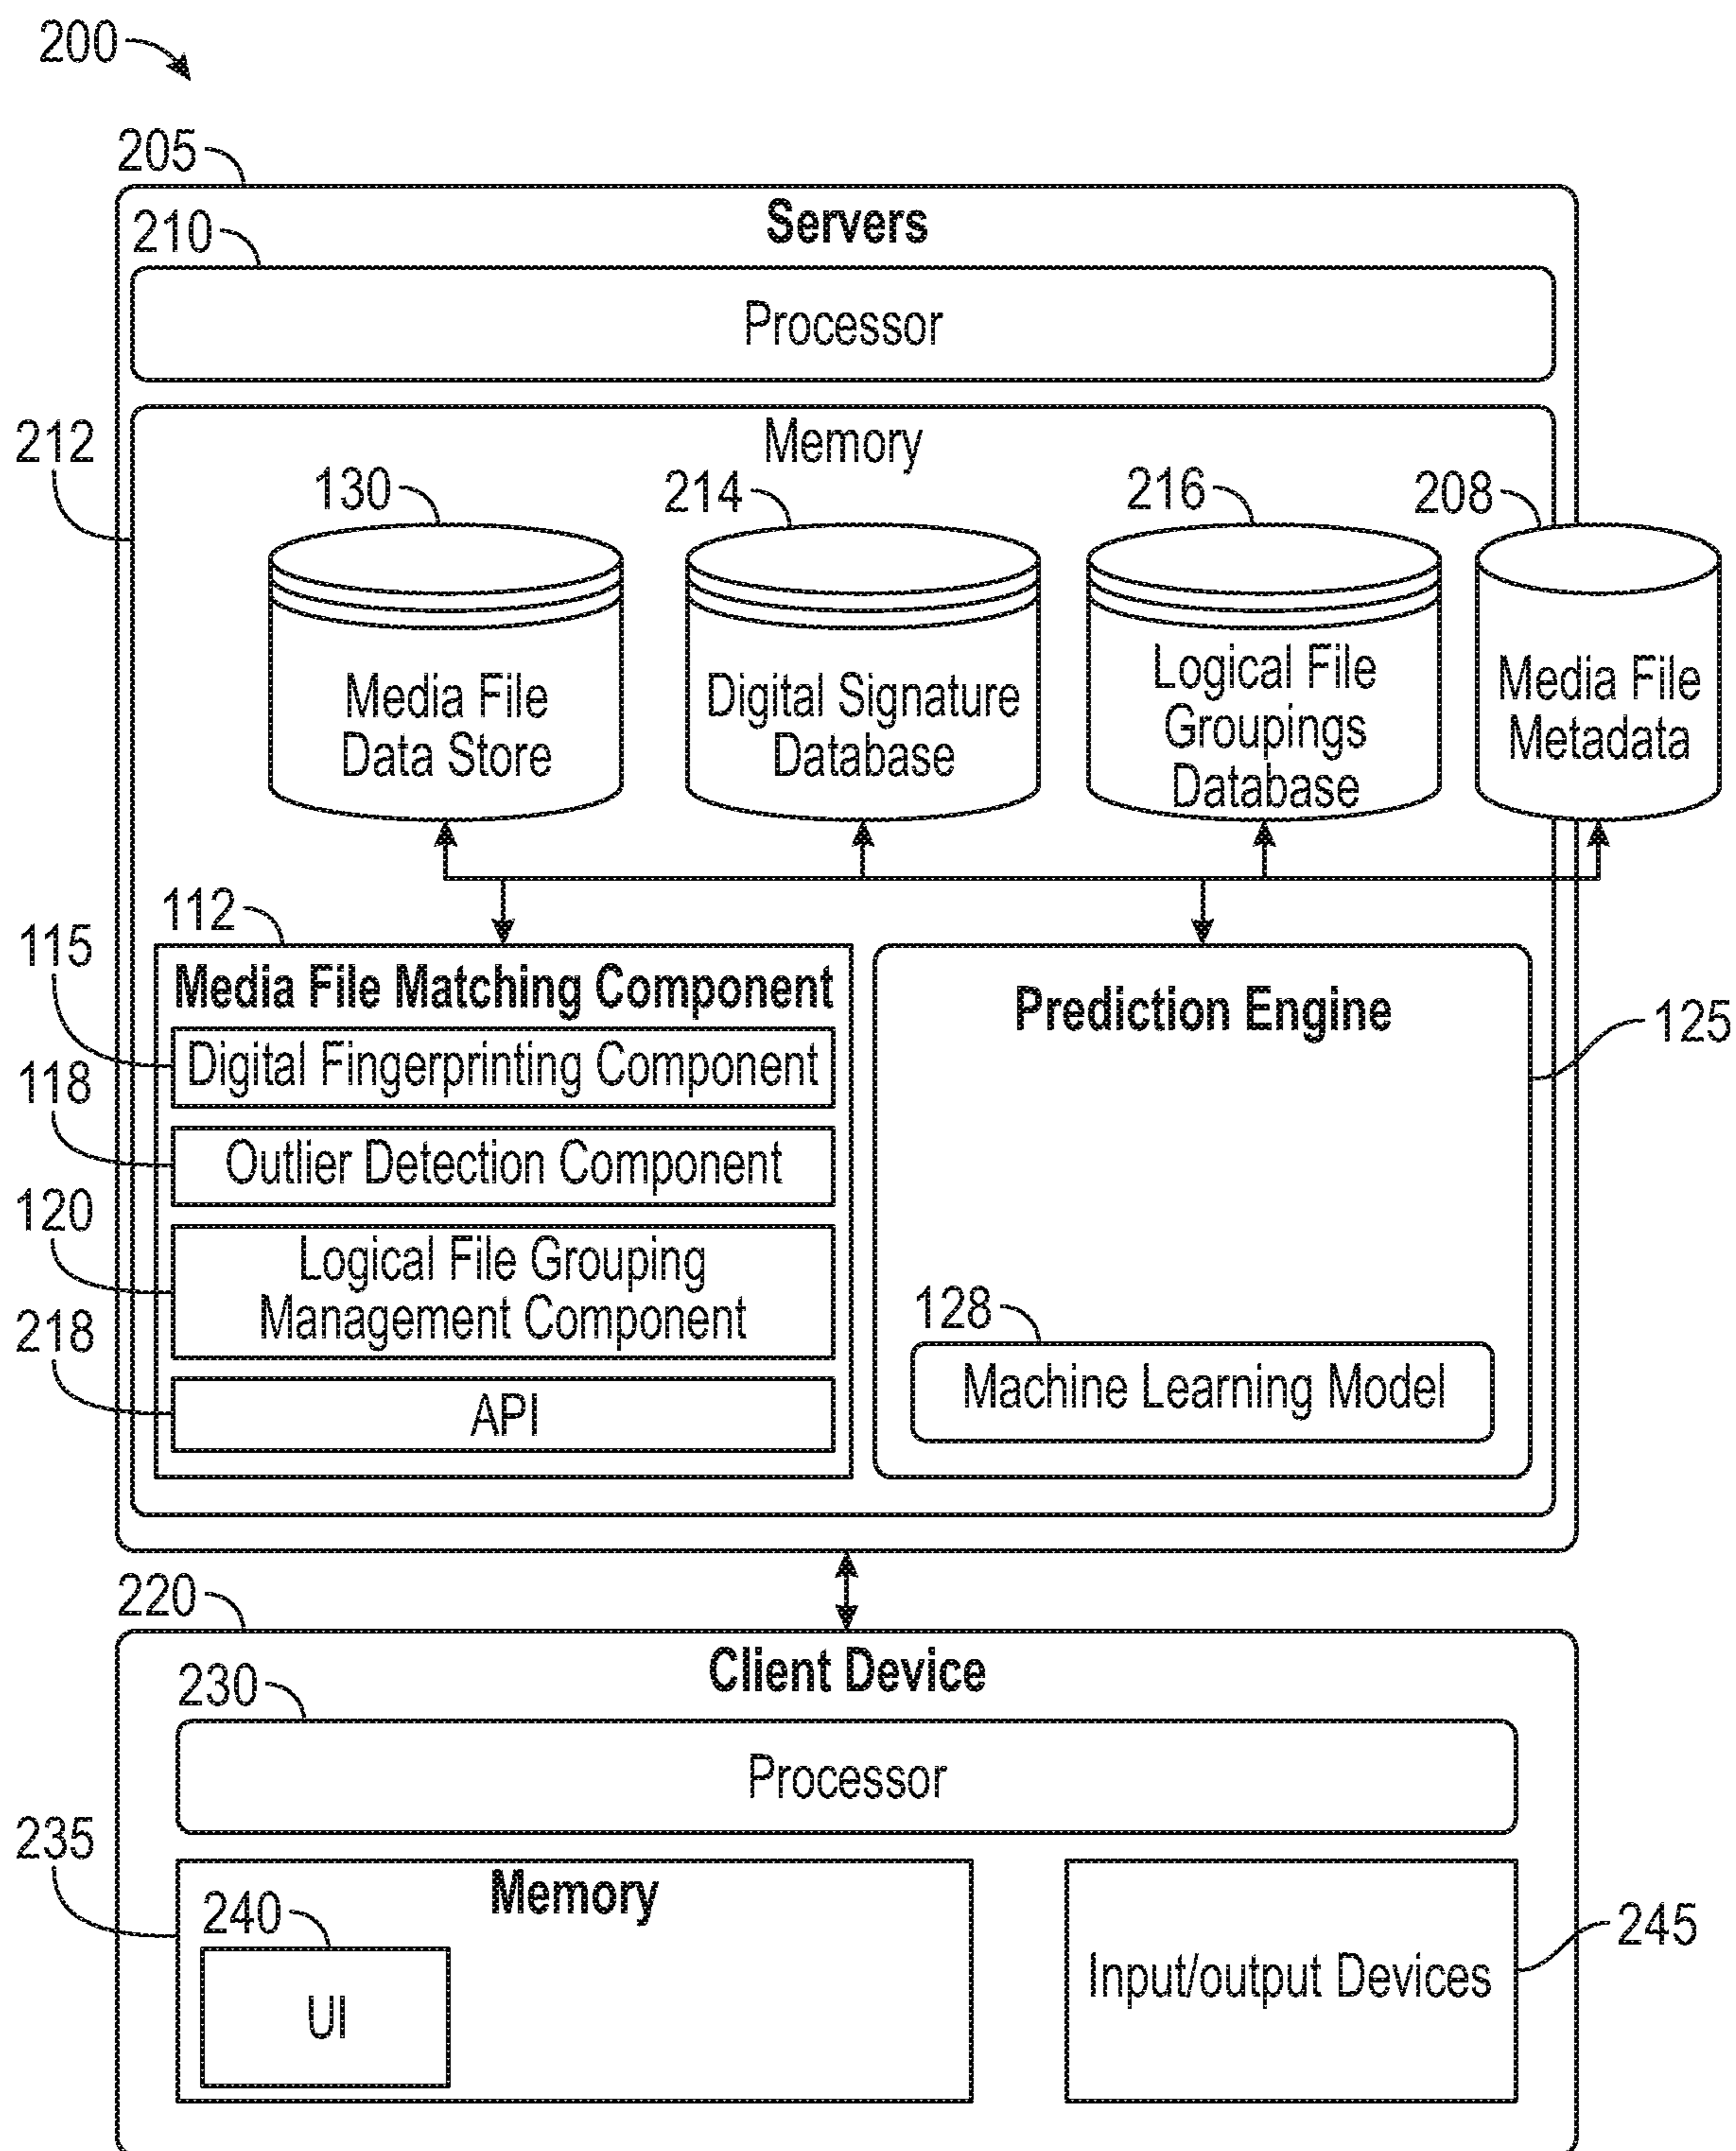 200
205
Servers
210
Processor
212
Memory
130
214
216
208
Media File
Data Store
Digital Signature
Database
Logical File
Groupings
Database
Media File
Metadata
112
115
Media File Matching Component
Digital Fingerprinting Component
118
Outlier Detection Component
120
Logical File Grouping
Management Component
218
API
Prediction Engine
125
128
Machine Learning Model
220
Client Device
230
Processor
235
Memory
240
UI
Input/output Devices
245